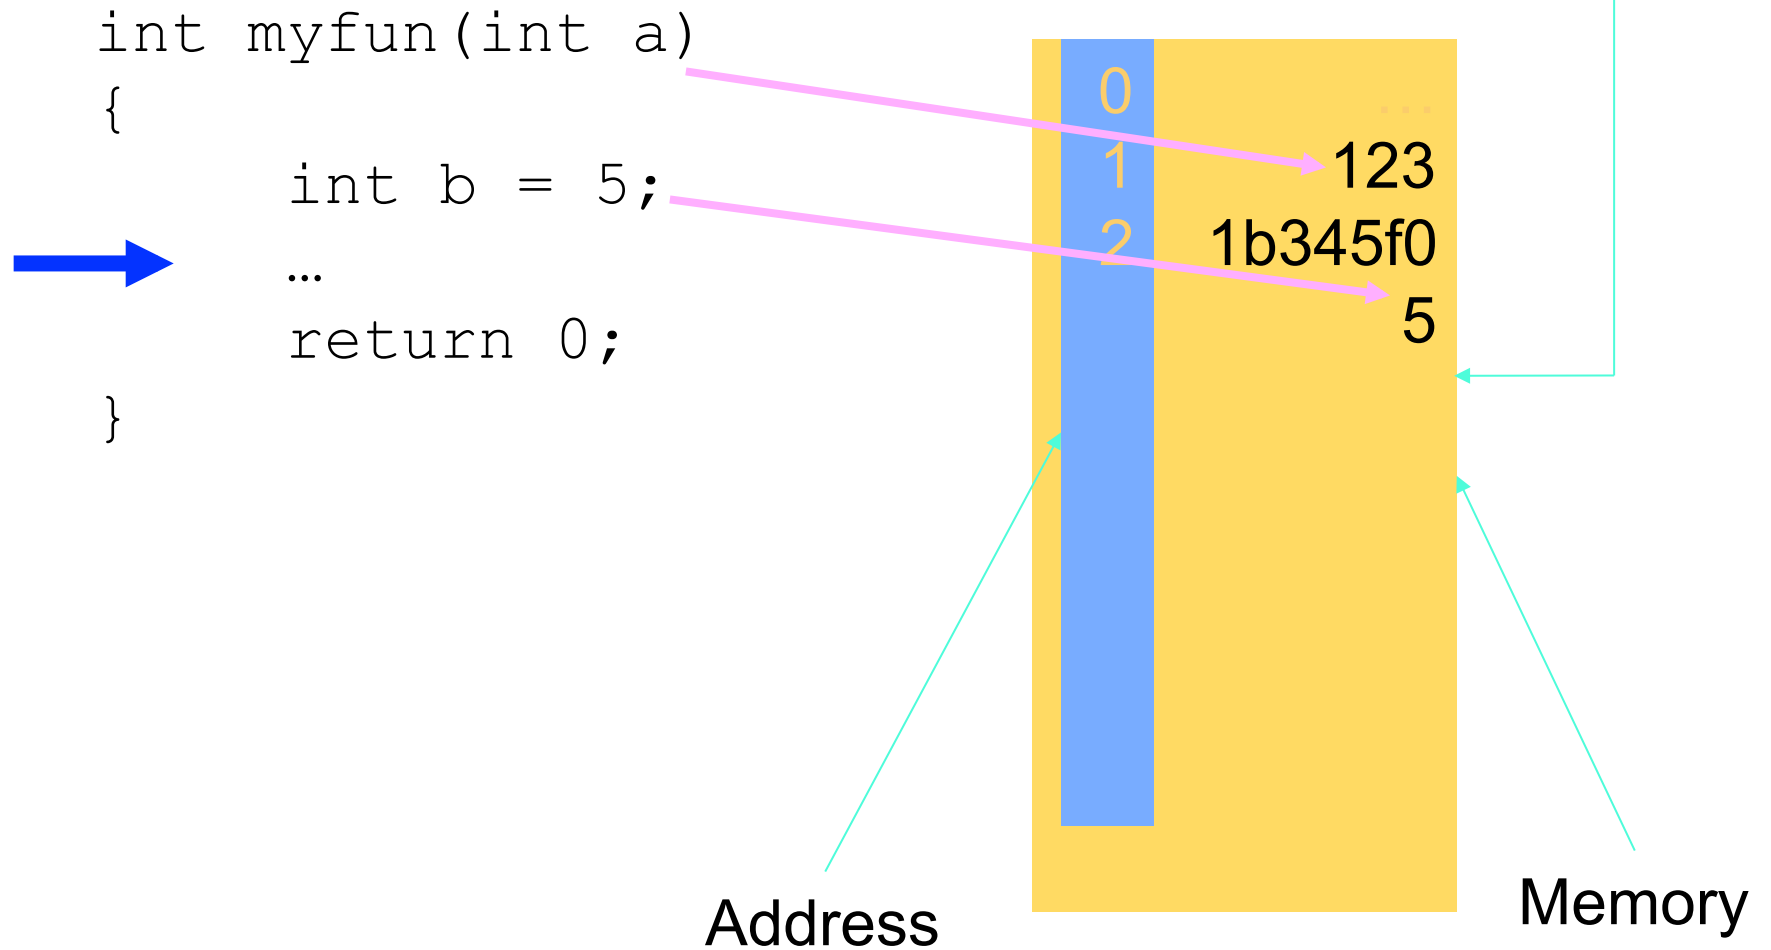 int myfun(int a)
{
int b = 5;
…
return 0;
}
0 ...
1 123
2 1b345f0
5
Address
Memory